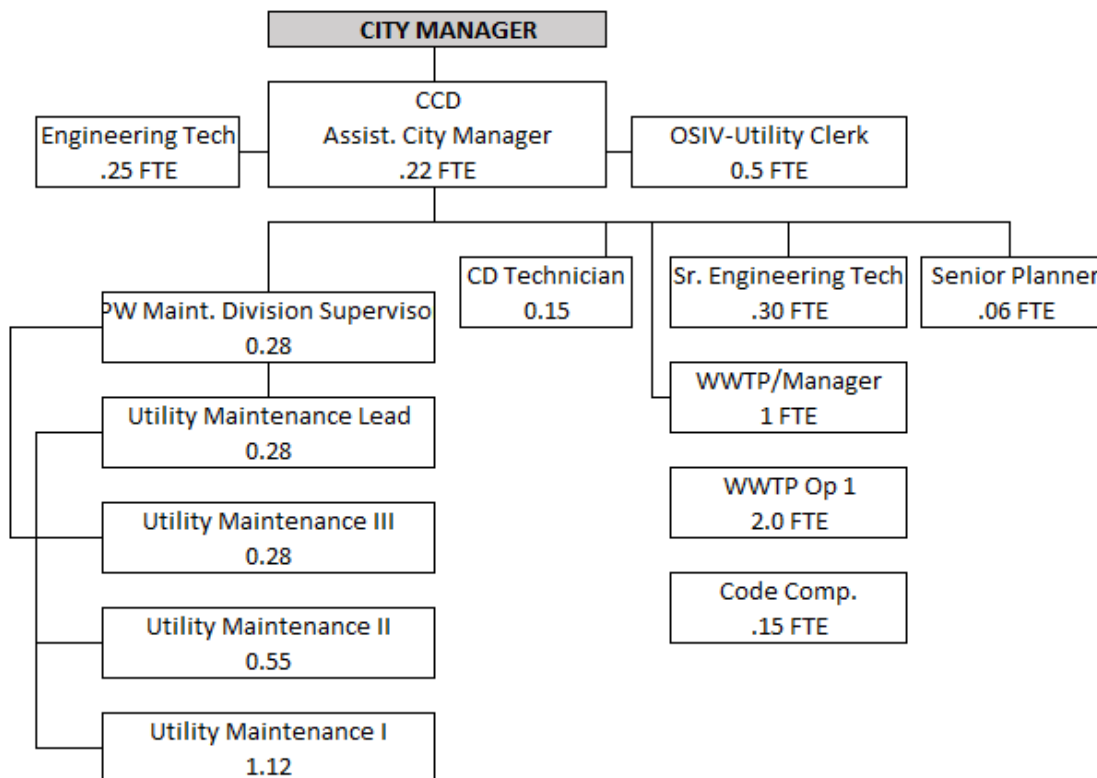 CITY MANAGER
CCD
Assist. City Manager
.22 FTE
Engineering Tech
.25 FTE
OSIV-Utility Clerk
0.5 FTE
PW Maint. Division Superviso
0.28
CD Technician
0.15
Sr. Engineering Tech
.30 FTE
Senior Planner
.06 FTE
WWTP/Manager
1 FTE
Utility Maintenance Lead
0.28
WWTP Op 1
2.0 FTE
Utility Maintenance III
0.28
Code Comp.
.15 FTE
Utility Maintenance II
0.55
Utility Maintenance I
1.12